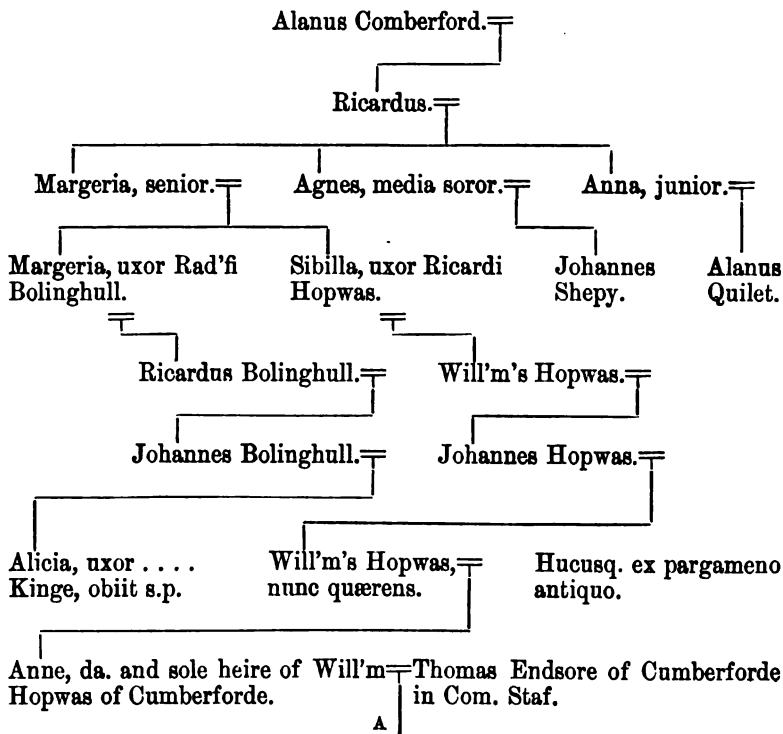 Alanus Comberford.
Ricardus.
Margeria, senior. Agnes, media soror. Anna, junior.
Margeria, uxor Rad'fi Sibilla, uxor Ricardi Johannes Alanus
Bolinghull. Hopwas. Shepy. Quilet.
Ricardus Bolinghull. Will'm's Hopwas.
Johannes Bolinghull. Johannes Hopwas.
Alicia, uxor . . . . Will'm's Hopwas, Hucusq. ex pargameno
Kinge, obiit s.p. nunc quærens. antiquo.
Anne, da. and sole heire of Will'm Thomas Endsore of Cumberforde
Hopwas of Cumberforde. in Com. Staf.
A